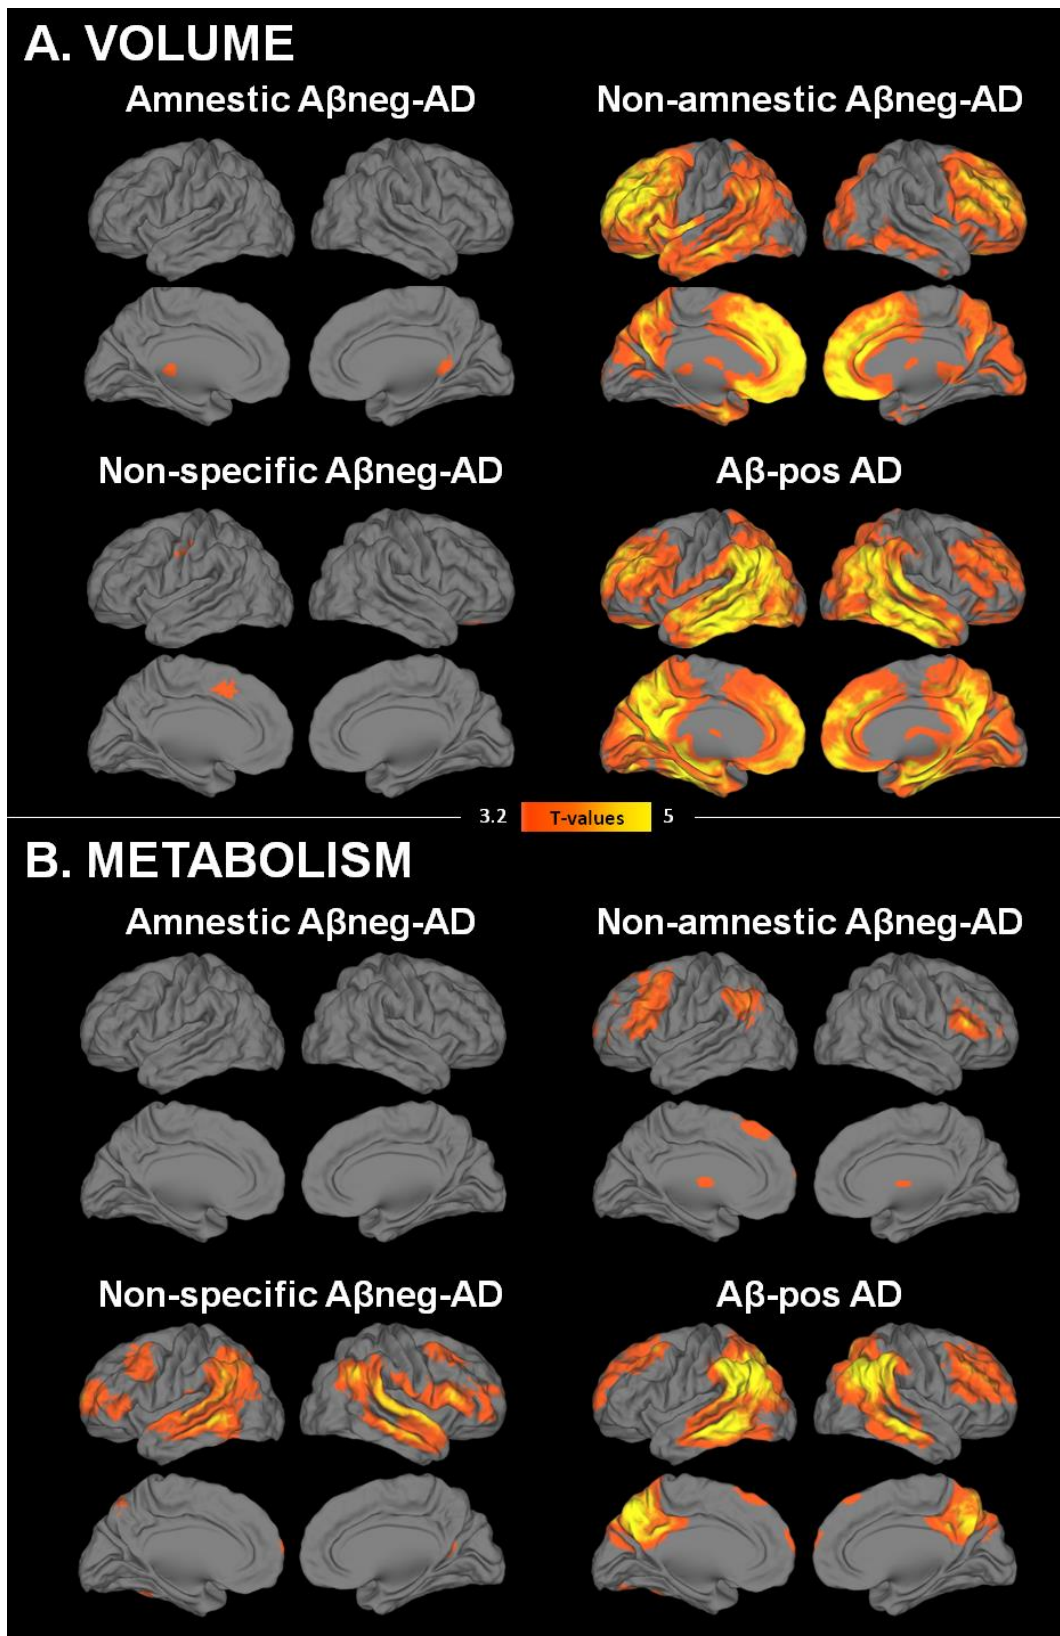 A. VOLUME
Amnestic Aβneg-AD
Non-amnestic Aβneg-AD
Non-specific Aβneg-AD
Aβ-pos AD
3.2 T-values 5
B. METABOLISM
Amnestic Aβneg-AD
Non-amnestic Aβneg-AD
Non-specific Aβneg-AD
Aβ-pos AD